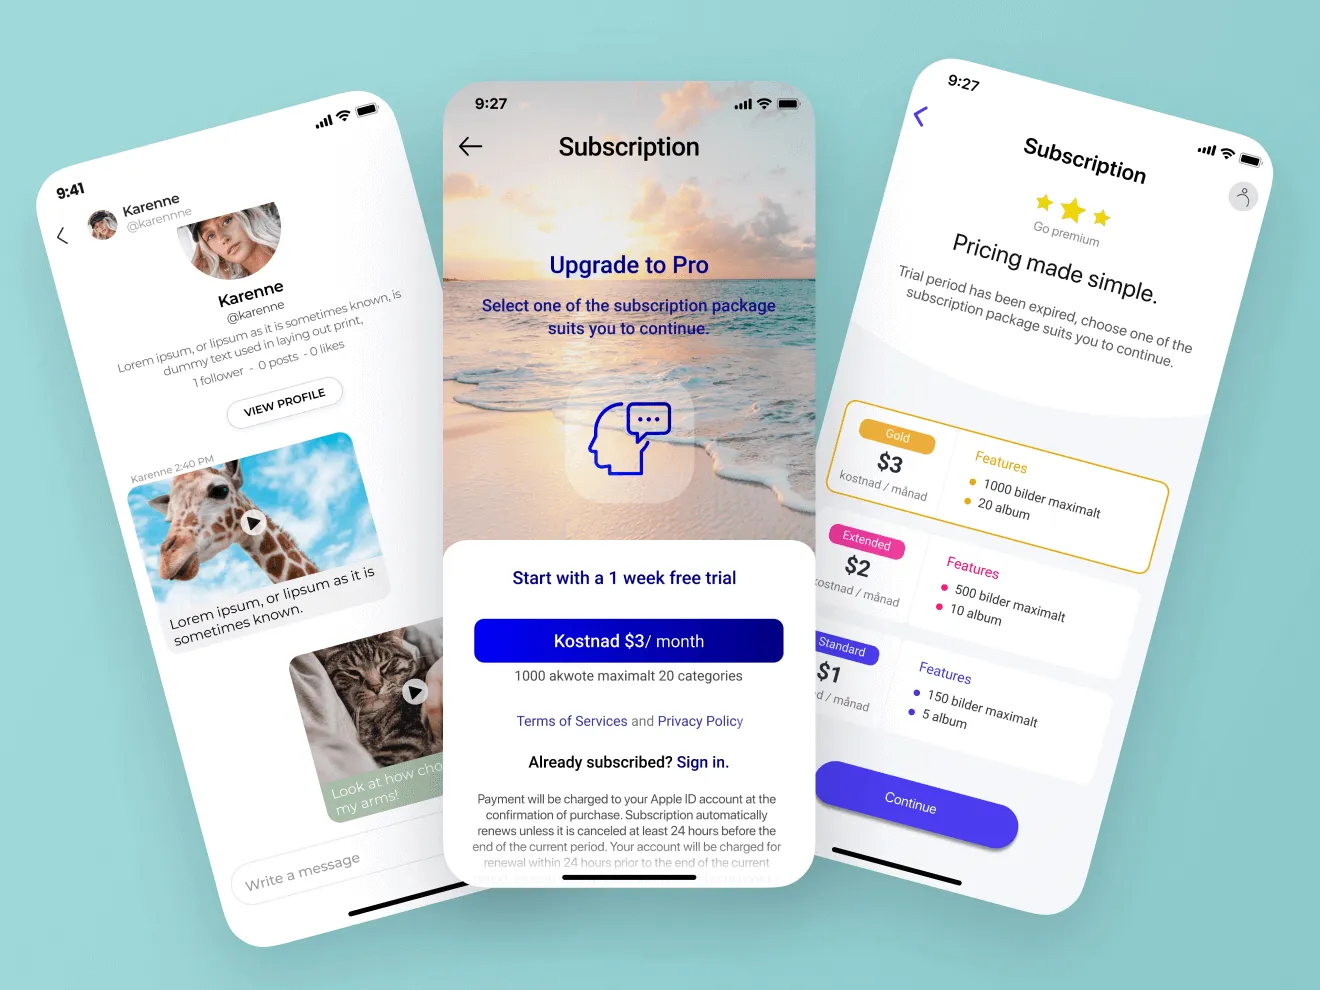 9:41
Karenne
@karennne
Karenne
@karenne
Lorem ipsum, or lipsum as it is sometimes known, is
dummy text used in laying out print,
1 follower - 0 posts - 0 likes
VIEW PROFILE
Karenne 2:40 PM
Lorem ipsum, or lipsum as it is
sometimes known.
Look at how
my arms!
Write a message
9:27
Subscription
Upgrade to Pro
Select one of the subscription package
suits you to continue.
Start with a 1 week free trial
Kostnad $3/ month
1000 akwote maximalt 20 categories
Terms of Services and Privacy Policy
Already subscribed? Sign in.
Payment will be charged to your Apple ID account at the
confirmation of purchase. Subscription automatically
renews unless it is canceled at least 24 hours before the
end of the current period. Your account will be charged for
renewal within 24 hours prior to the end of the current
9:27
Subscription
Go premium
Pricing made simple.
Trial period has been expired, choose one of the
subscription package suits you to continue.
Gold
$3
kostnad / månad
Features
1000 bilder maximalt
20 album
Extended
$2
kostnad / månad
Features
500 bilder maximalt
10 album
Standard
$1
/ månad
Features
150 bilder maximalt
5 album
Continue